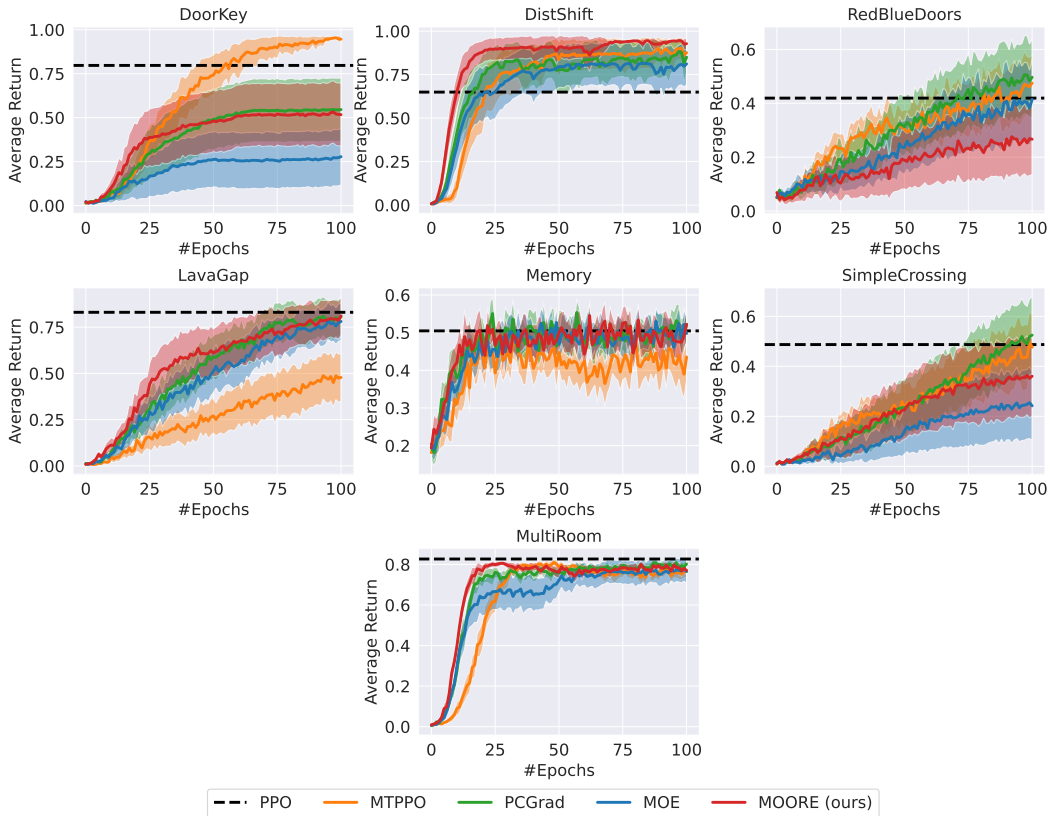 DoorKey
DistShift
RedBlueDoors
Average Return
1.00
0.75
0.50
0.25
0.00
0 25 50 75 100
#Epochs
Average Return
1.00
0.75
0.50
0.25
0.00
0 25 50 75 100
#Epochs
Average Return
0.6
0.4
0.2
0.0
0 25 50 75 100
#Epochs
LavaGap
Memory
SimpleCrossing
Average Return
0.75
0.50
0.25
0.00
0 25 50 75 100
#Epochs
Average Return
0.6
0.5
0.4
0.3
0.2
0 25 50 75 100
#Epochs
Average Return
0.6
0.4
0.2
0.0
0 25 50 75 100
#Epochs
MultiRoom
Average Return
0.8
0.6
0.4
0.2
0.0
0 25 50 75 100
#Epochs
PPO MTPPO PCGrad MOE MOORE (ours)